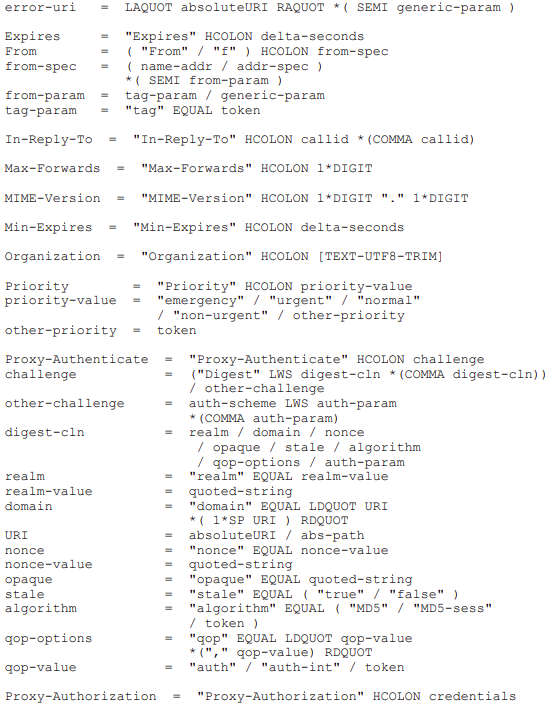 error-uri   =  LAQUOT absoluteURI RAQUOT *( SEMI generic-param )
Expires     =  "Expires" HCOLON delta-seconds
From        =  ( "From" / "f" ) HCOLON from-spec
from-spec   =  ( name-addr / addr-spec )
               *( SEMI from-param )
from-param  =  tag-param / generic-param
tag-param   =  "tag" EQUAL token
In-Reply-To  =  "In-Reply-To" HCOLON callid *(COMMA callid)
Max-Forwards  =  "Max-Forwards" HCOLON 1*DIGIT
MIME-Version  =  "MIME-Version" HCOLON 1*DIGIT "." 1*DIGIT
Min-Expires  =  "Min-Expires" HCOLON delta-seconds
Organization  =  "Organization" HCOLON [TEXT-UTF8-TRIM]
Priority        =  "Priority" HCOLON priority-value
priority-value  =  "emergency" / "urgent" / "normal"
                   / "non-urgent" / other-priority
other-priority  =  token
Proxy-Authenticate  =  "Proxy-Authenticate" HCOLON challenge
challenge           =  ("Digest" LWS digest-cln *(COMMA digest-cln))
                       / other-challenge
other-challenge     =  auth-scheme LWS auth-param
                       *(COMMA auth-param)
digest-cln          =  realm / domain / nonce
                        / opaque / stale / algorithm
                        / qop-options / auth-param
realm               =  "realm" EQUAL realm-value
realm-value         =  quoted-string
domain              =  "domain" EQUAL LDQUOT URI
                       *( 1*SP URI ) RDQUOT
URI                 =  absoluteURI / abs-path
nonce               =  "nonce" EQUAL nonce-value
nonce-value         =  quoted-string
opaque              =  "opaque" EQUAL quoted-string
stale               =  "stale" EQUAL ( "true" / "false" )
algorithm           =  "algorithm" EQUAL ( "MD5" / "MD5-sess"
                       / token )
qop-options         =  "qop" EQUAL LDQUOT qop-value
                       *("," qop-value) RDQUOT
qop-value           =  "auth" / "auth-int" / token
Proxy-Authorization  =  "Proxy-Authorization" HCOLON credentials